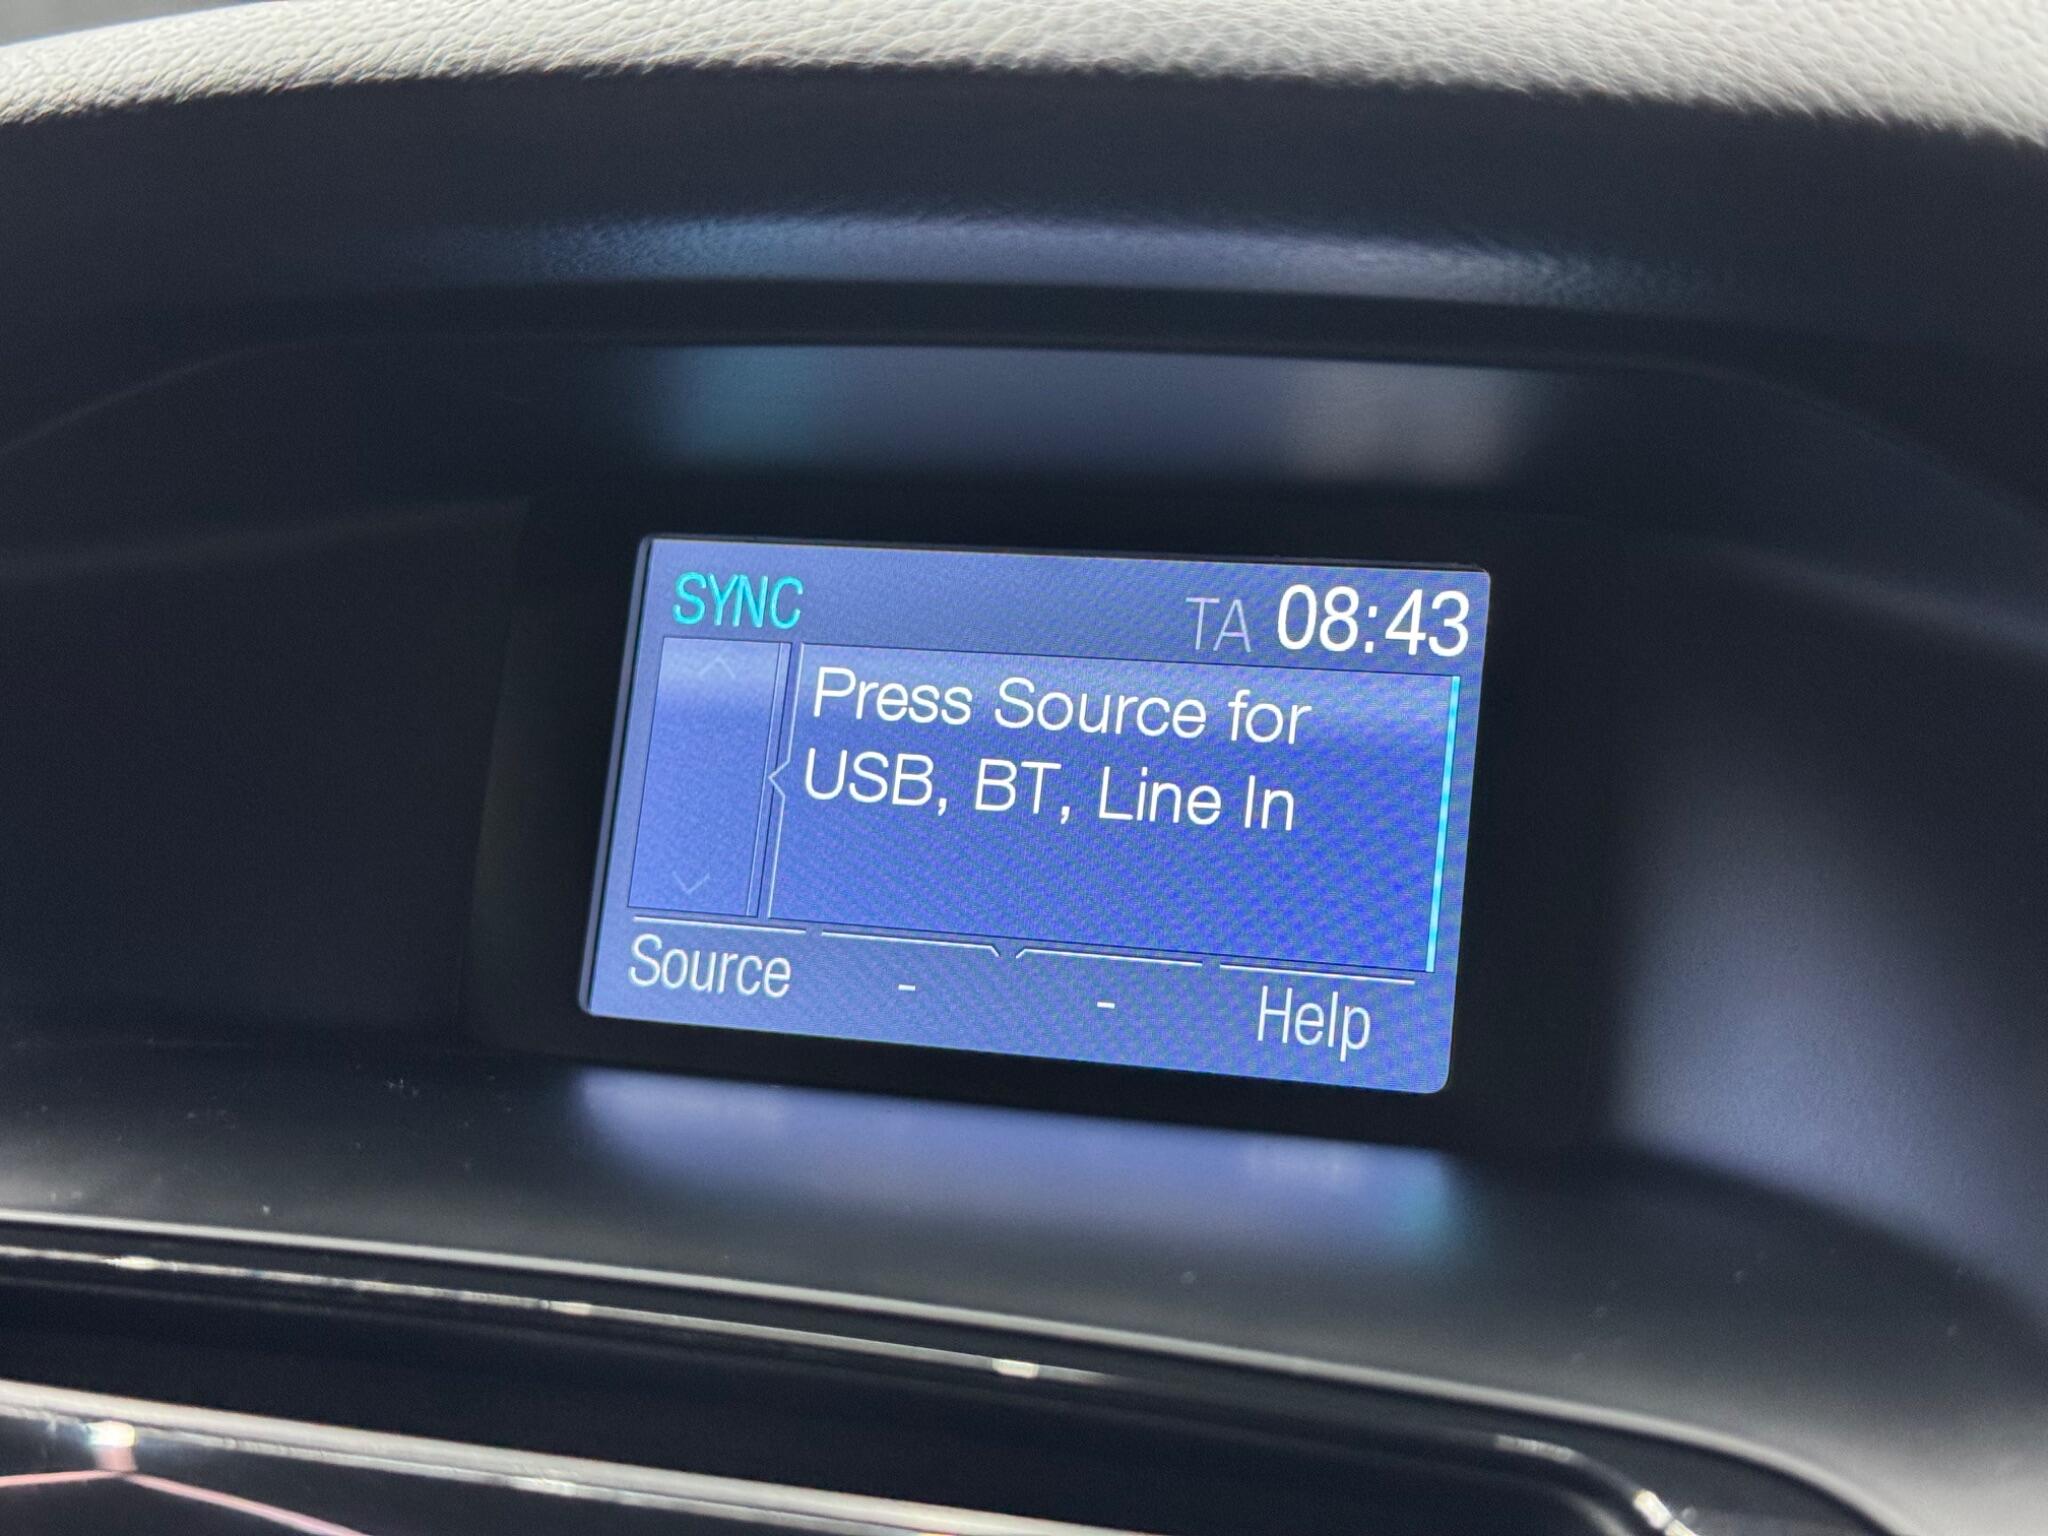 SYNC
TA 08:43
Press Source for
USB, BT, Line In
Source - - Help